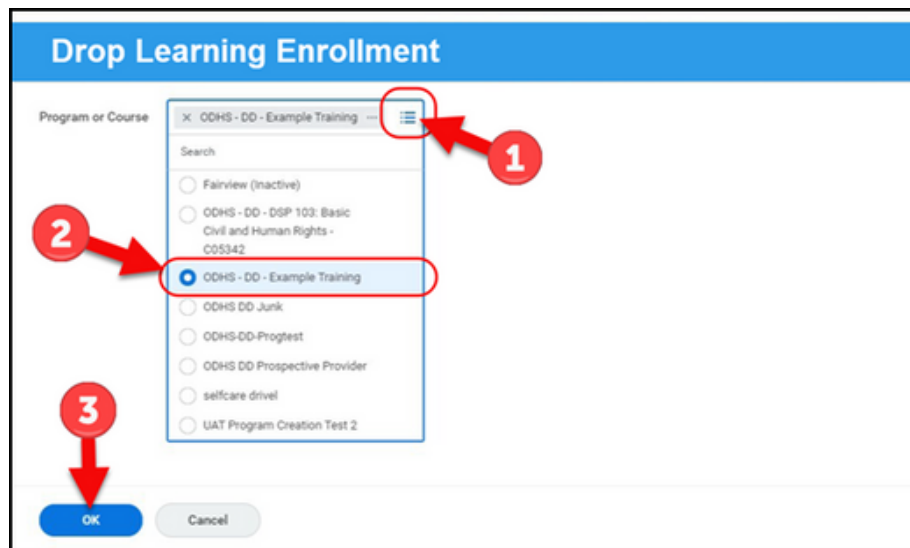 Drop Learning Enrollment
Program or Course
× ODHS - DD - Example Training ...
1
Search
Fairview (Inactive)
ODHS - DD - DSP 103: Basic
Civil and Human Rights -
C05342
2
ODHS - DD - Example Training
ODHS DD Junk
ODHS-DD-Progtest
ODHS DD Prospective Provider
selfcare drivel
UAT Program Creation Test 2
3
OK
Cancel